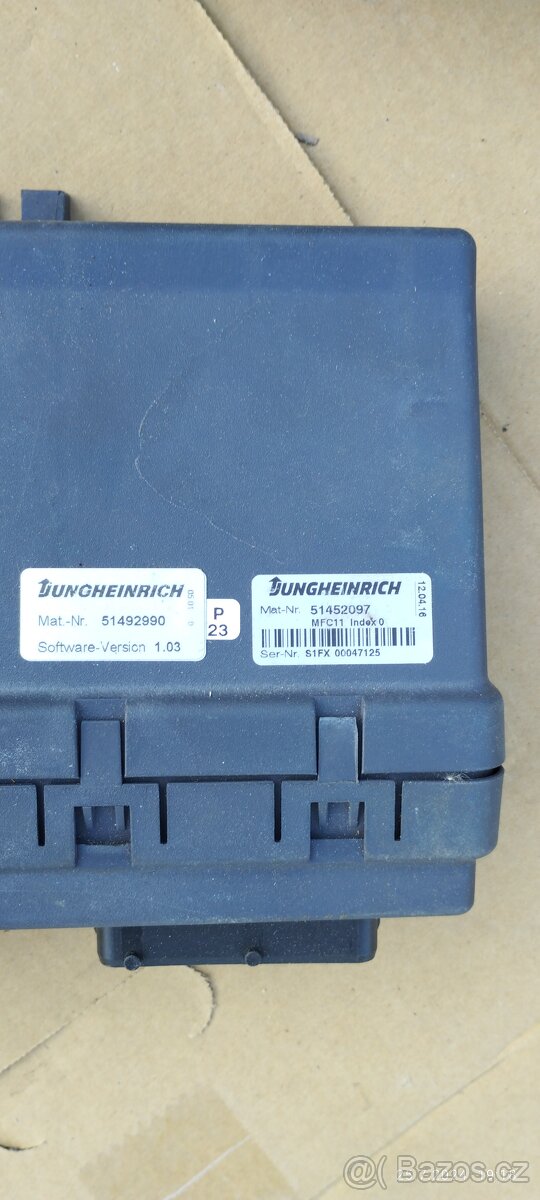 JUNGHEINRICH
Mat.-Nr. 51492990
Software-Version 1.03
P
23
JUNGHEINRICH
12.04.16
Mat-Nr. 51452097
MFC11 Index 0
Ser-Nr. S1FX 00047125
Bazos.cz